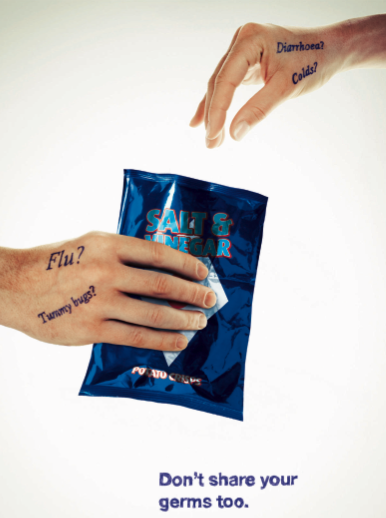 Diarrhoea?
Colds?
SALT &
VINEGAR
Flu?
Tummy bugs?
POTATO CRISPS
Don't share your
germs too.